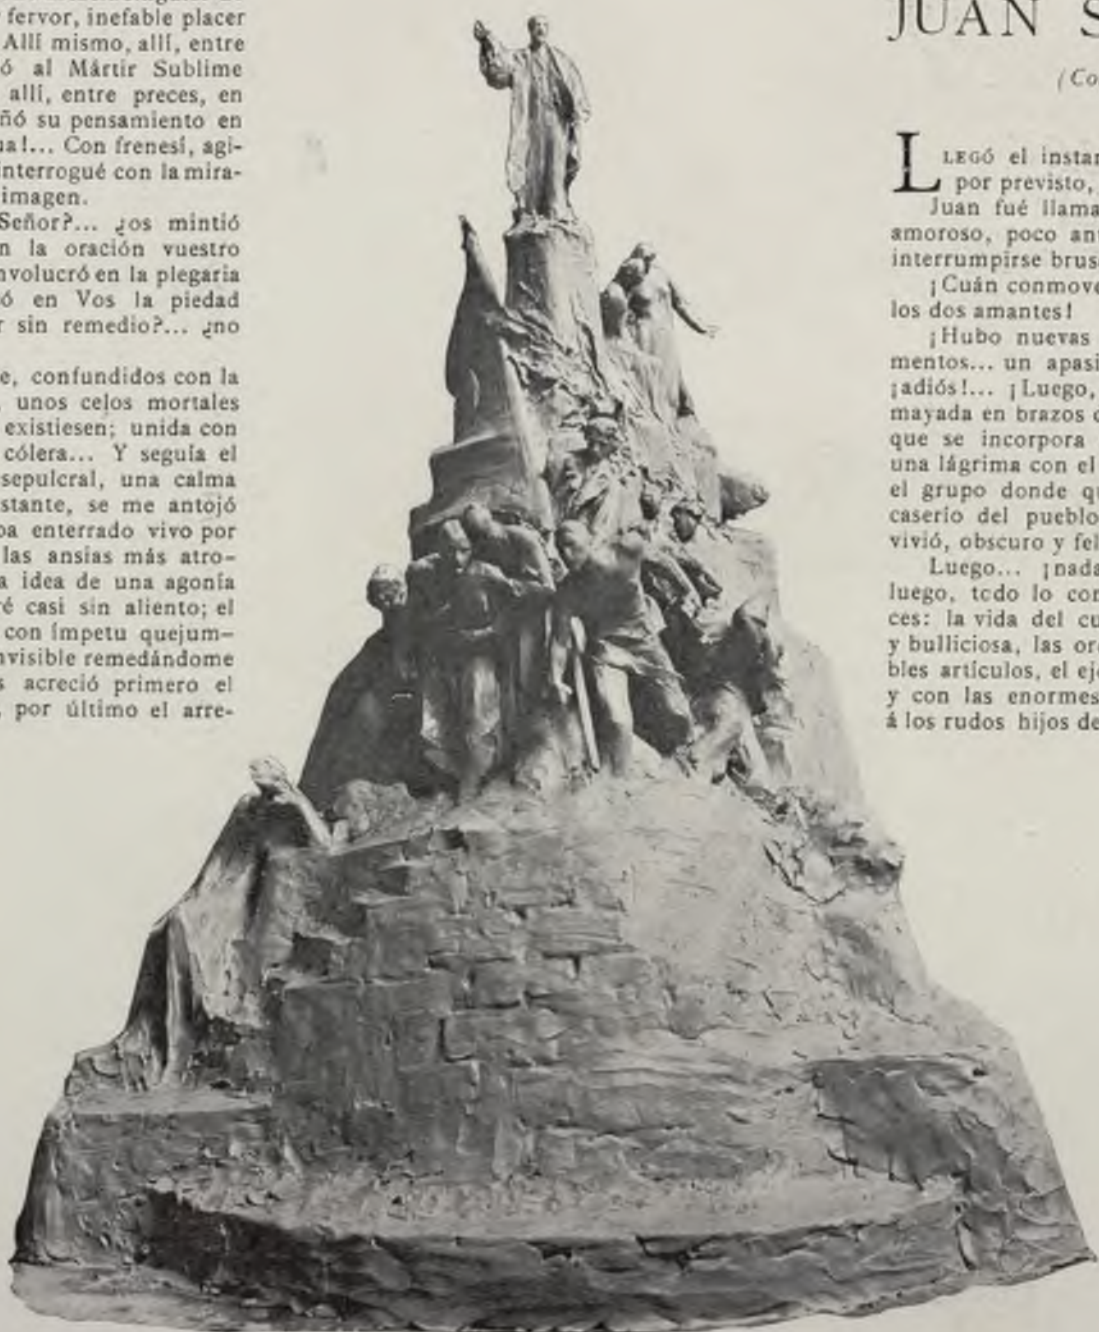 fervor, inefable placer
Allí mismo, allí, entre
ó al Mártir Sublime
allí, entre preces, en
ñó su pensamiento en
ua!... Con frenesí, agi-
interrogué con la mira-
imagen.
Señor?... ¿os mintió
n la oración vuestro
nvolucró en la plegaria
ó en Vos la piedad
r sin remedio?... ¿no
e, confundidos con la
unos celos mortales
existiesen; unida con
cólera... Y seguía el
sepulcral, una calma
stante, se me antojó
ba enterrado vivo por
las ansias más atro-
a idea de una agonía
ré casi sin aliento; el
con ímpetu quejum-
nvisible remedándome
s acreció primero el
, por último el arre-
JUAN S
(Co
LLEGÓ el instan
por previsto,
Juan fué llama
amoroso, poco an
interrumpirse brus
¡Cuán conmove
los dos amantes!
¡Hubo nuevas
mentos... un apasi
¡adiós!... ¡Luego,
mayada en brazos d
que se incorpora
una lágrima con el
el grupo donde qu
caserío del pueblo
vivió, obscuro y fel
Luego... ¡nada
luego, todo lo con
ces: la vida del cu
y bulliciosa, las ord
bles artículos, el eje
y con las enormes
á los rudos hijos de